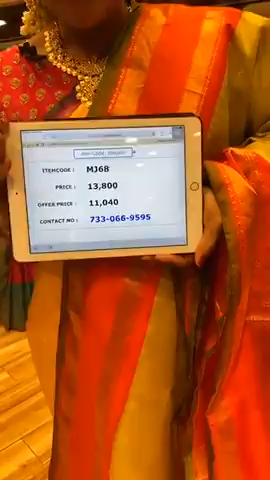 ITEMCODE : MJ68
PRICE : 13,800
OFFER PRICE : 11,040
CONTACT NO : 733-066-9595